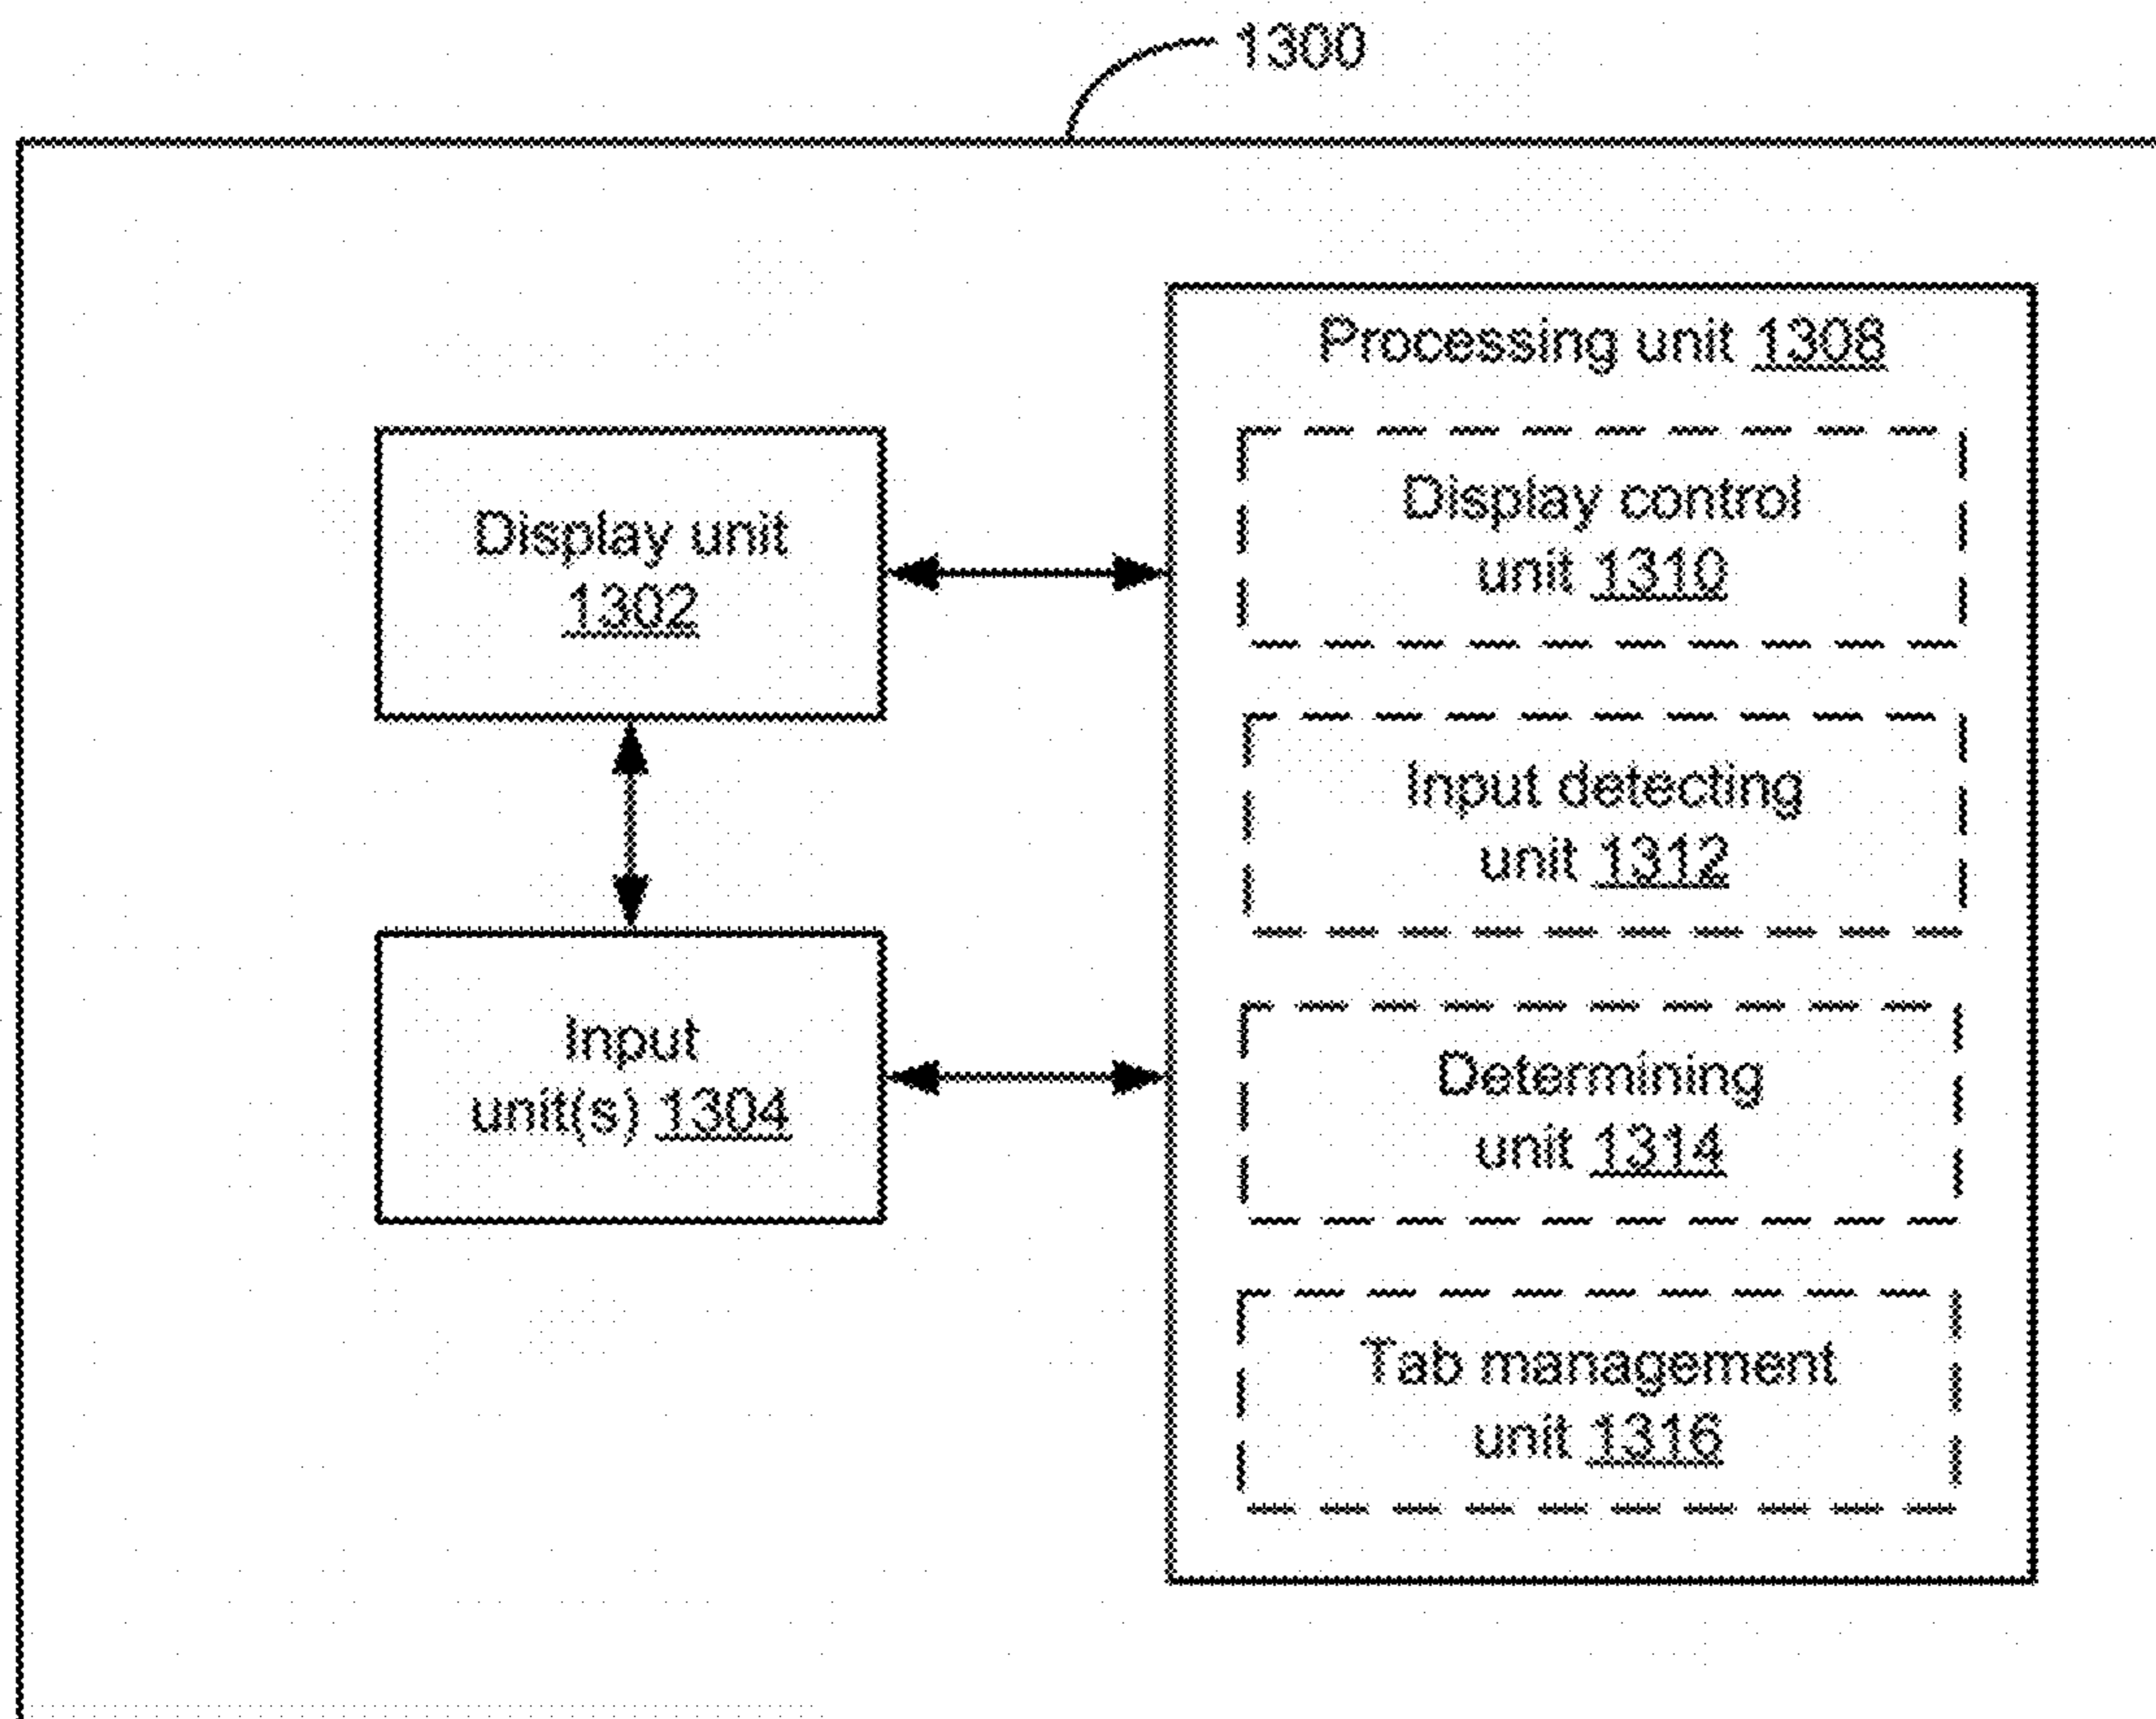 1300
Processing unit 1308
Display control
unit 1310
Display unit
1302
Input detecting
unit 1312
Input
unit(s) 1304
Determining
unit 1314
Tab management
unit 1316